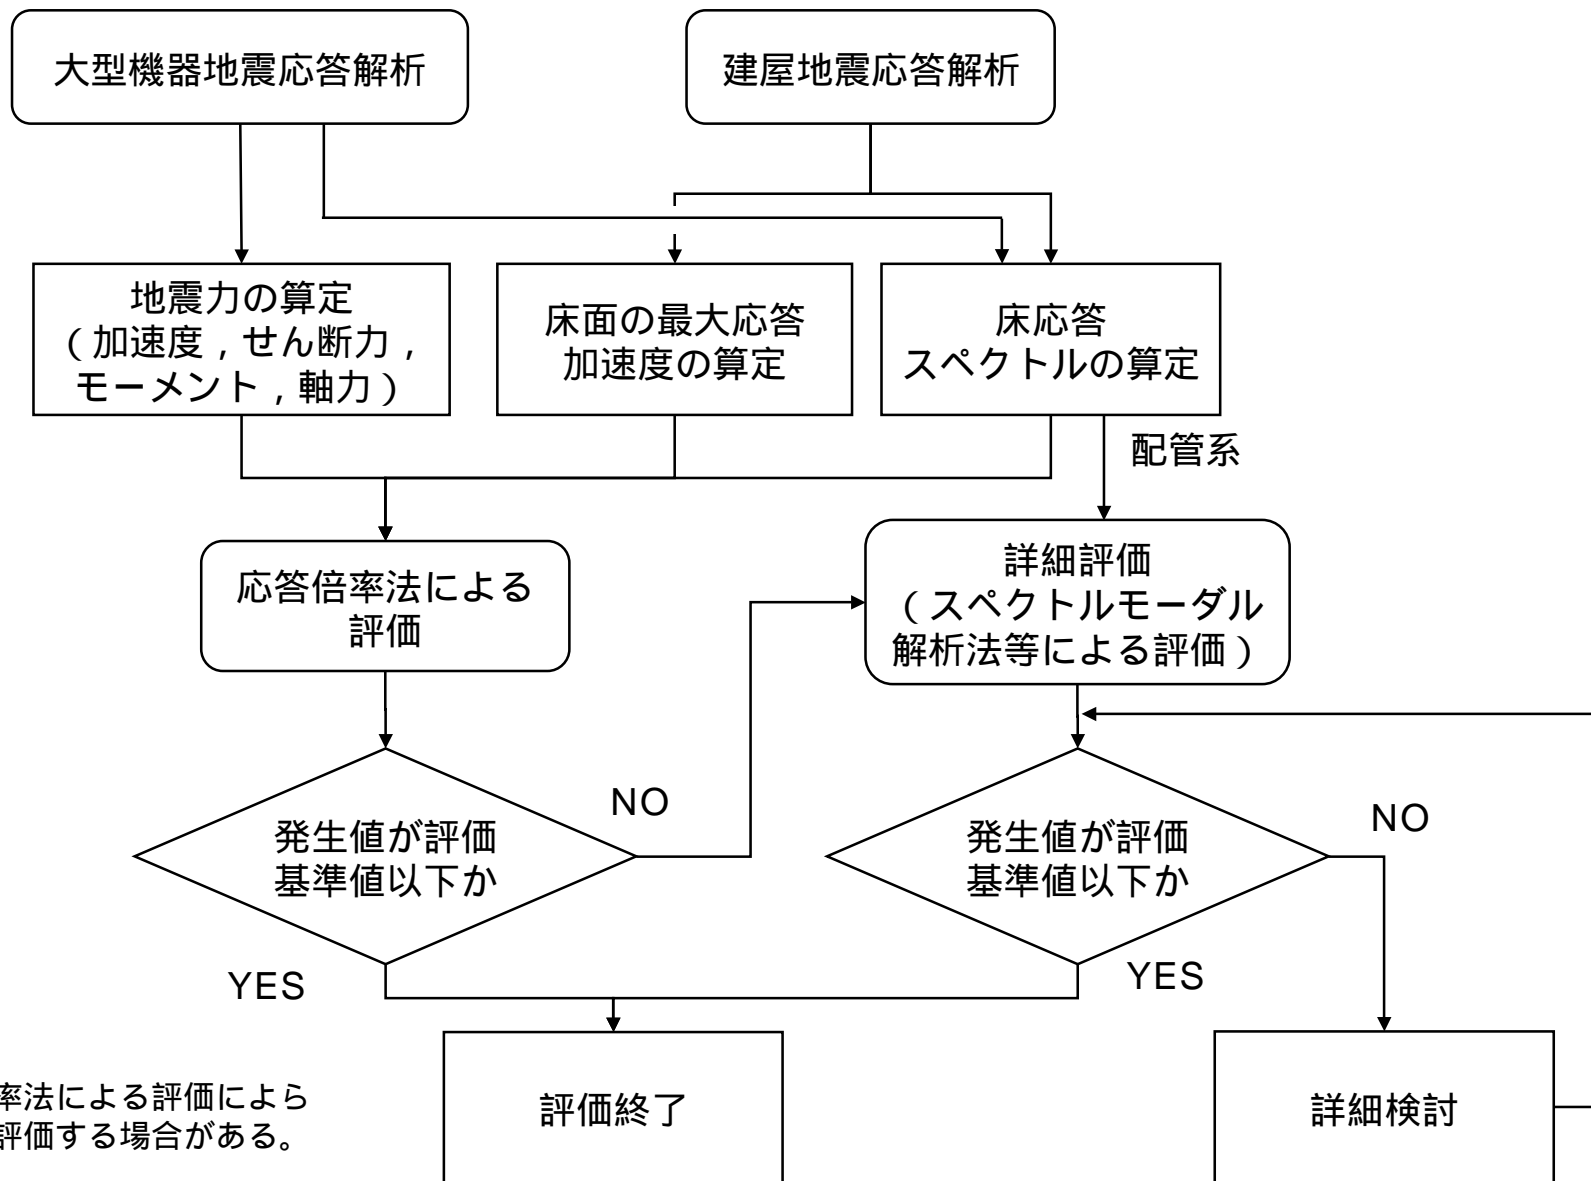 大型機器地震応答解析
建屋地震応答解析
地震力の算定
（加速度，せん断力，
モーメント，軸力）
床面の最大応答
加速度の算定
床応答
スペクトルの算定
配管系
応答倍率法による
評価
詳細評価
（スペクトルモーダル
解析法等による評価）
発生値が評価
基準値以下か
NO
発生値が評価
基準値以下か
NO
YES
YES
率法による評価によら
評価する場合がある。
評価終了
詳細検討